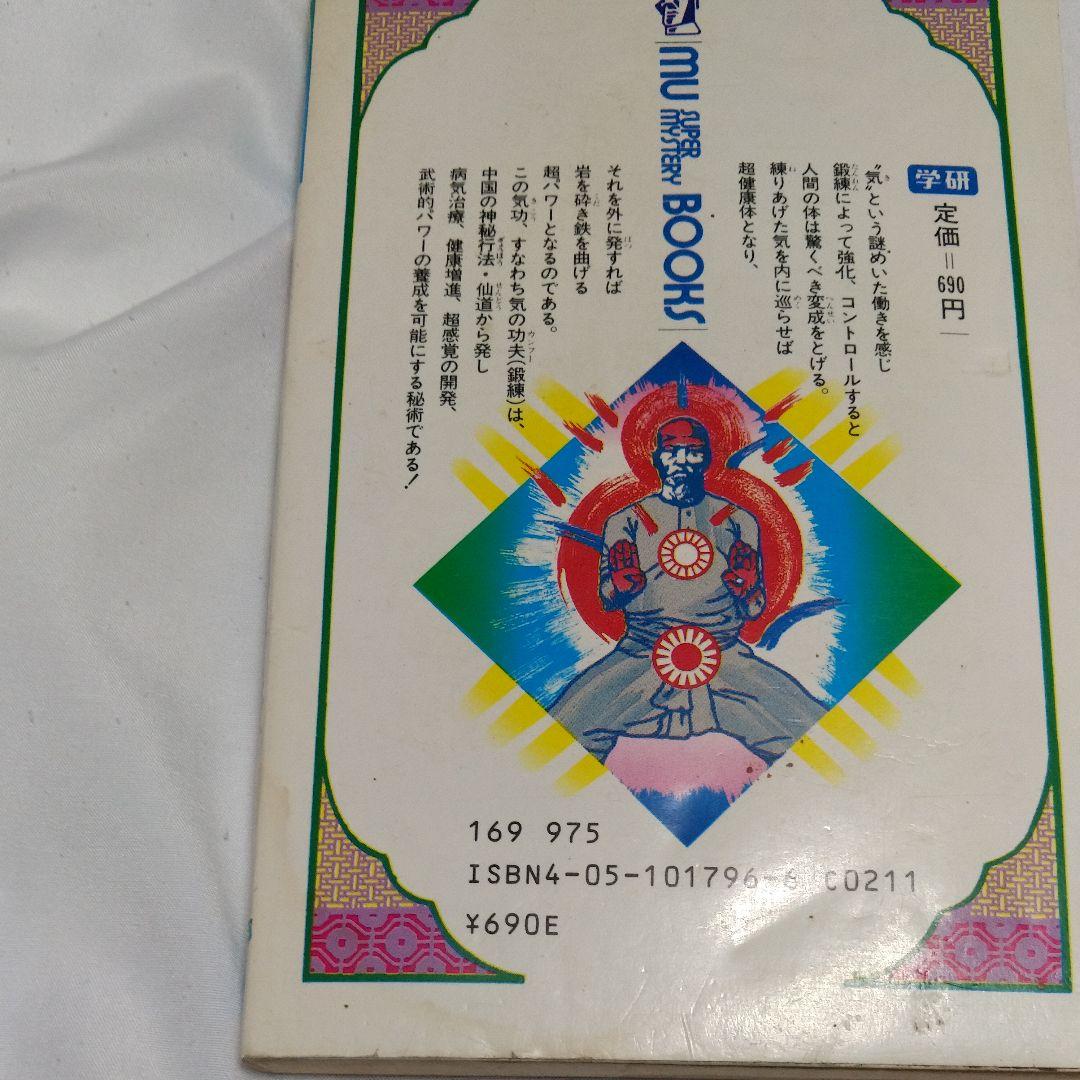 MU SUPER MYSTERY BOOKS
学研
定価=690円
“気”という謎めいた働きを感じ
鍛練によって強化、コントロールすると
人間の体は驚くべき変成をとげる。
練りあげた気を内に巡らせば
超健康体となり、
それを外に発すれば
岩を砕き鉄を曲げる
超パワーとなるのである。
この気功、すなわち気の功夫(鍛練)は、
中国の神秘行法・仙道から発し
病気治療、健康増進、超感覚の開発、
武術的パワーの養成を可能にする秘術である!
169 975
ISBN4-05-101796-6 C0211
¥690E